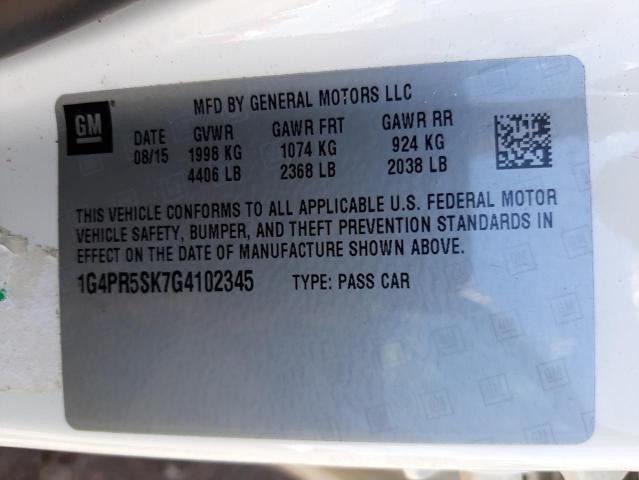 MFD BY GENERAL MOTORS LLC
GM
DATE GVWR GAWR FRT GAWR RR
08/15 1998 KG 1074 KG 924 KG
4406 LB 2368 LB 2038 LB
THIS VEHICLE CONFORMS TO ALL APPLICABLE U.S. FEDERAL MOTOR
VEHICLE SAFETY, BUMPER, AND THEFT PREVENTION STANDARDS IN
EFFECT ON THE DATE OF MANUFACTURE SHOWN ABOVE.
1G4PR5SK7G4102345 TYPE: PASS CAR